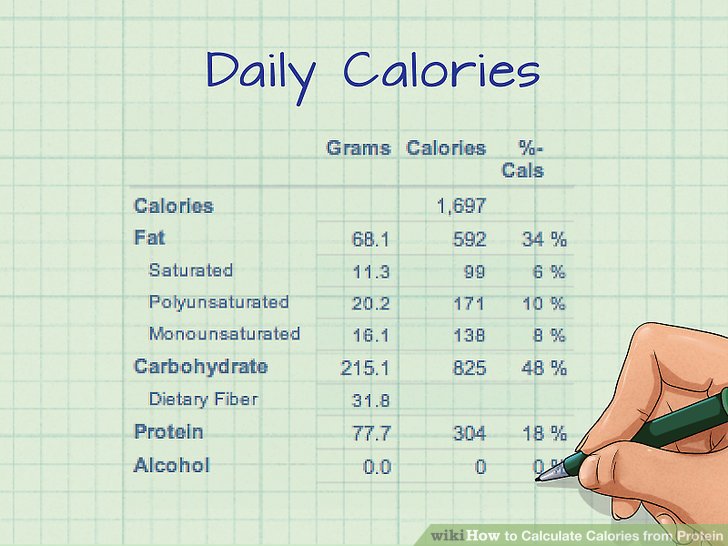 Daily Calories
Grams Calories %-
Cals
Calories 1,697
Fat 68.1 592 34 %
Saturated 11.3 99 6 %
Polyunsaturated 20.2 171 10 %
Monounsaturated 16.1 138 8 %
Carbohydrate 215.1 825 48 %
Dietary Fiber 31.8
Protein 77.7 304 18 %
Alcohol 0.0 0 0 %
wikiHow to Calculate Calories from Protein